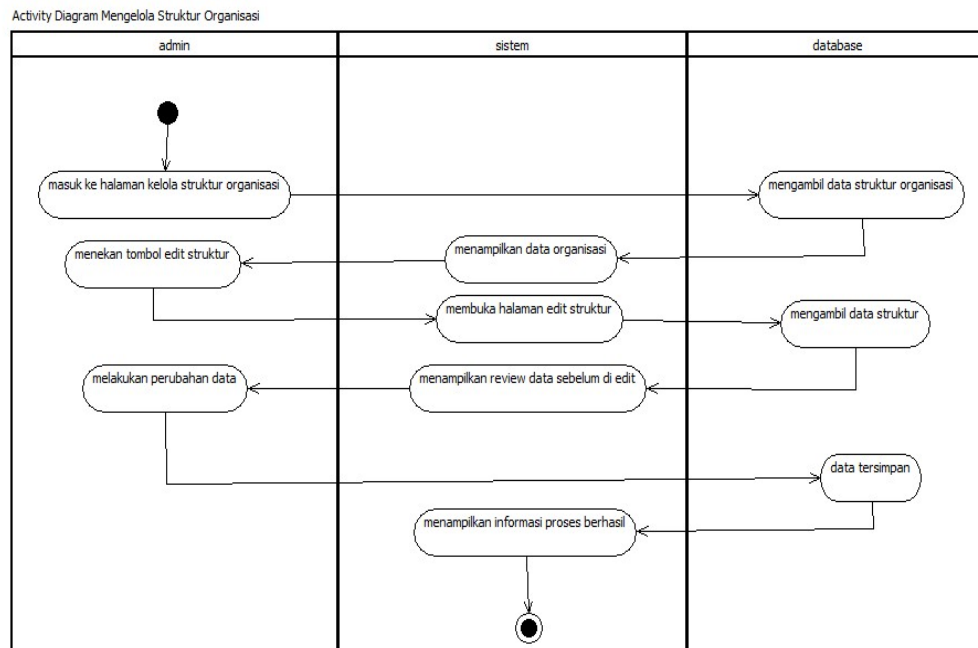 Activity Diagram Mengelola Struktur Organisasi
admin
sistem
database
masuk ke halaman kelola struktur organisasi
mengambil data struktur organisasi
menekan tombol edit struktur
menampilkan data organisasi
membuka halaman edit struktur
mengambil data struktur
melakukan perubahan data
menampilkan review data sebelum di edit
data tersimpan
menampilkan informasi proses berhasil